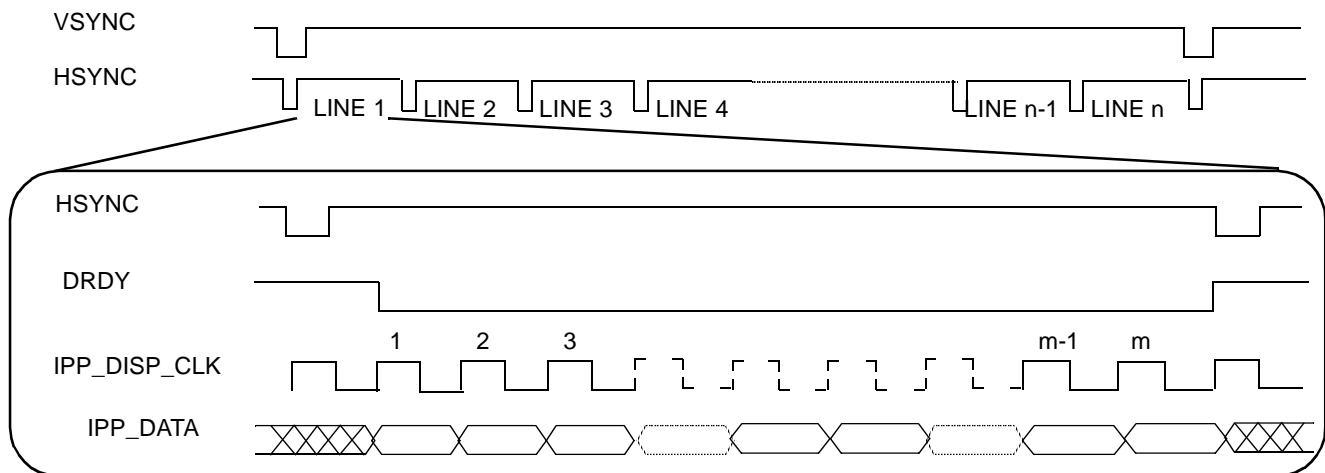 VSYNC
HSYNC
LINE 1 LINE 2 LINE 3 LINE 4 LINE n-1 LINE n
HSYNC
DRDY
1 2 3 m-1 m
IPP_DISP_CLK
IPP_DATA